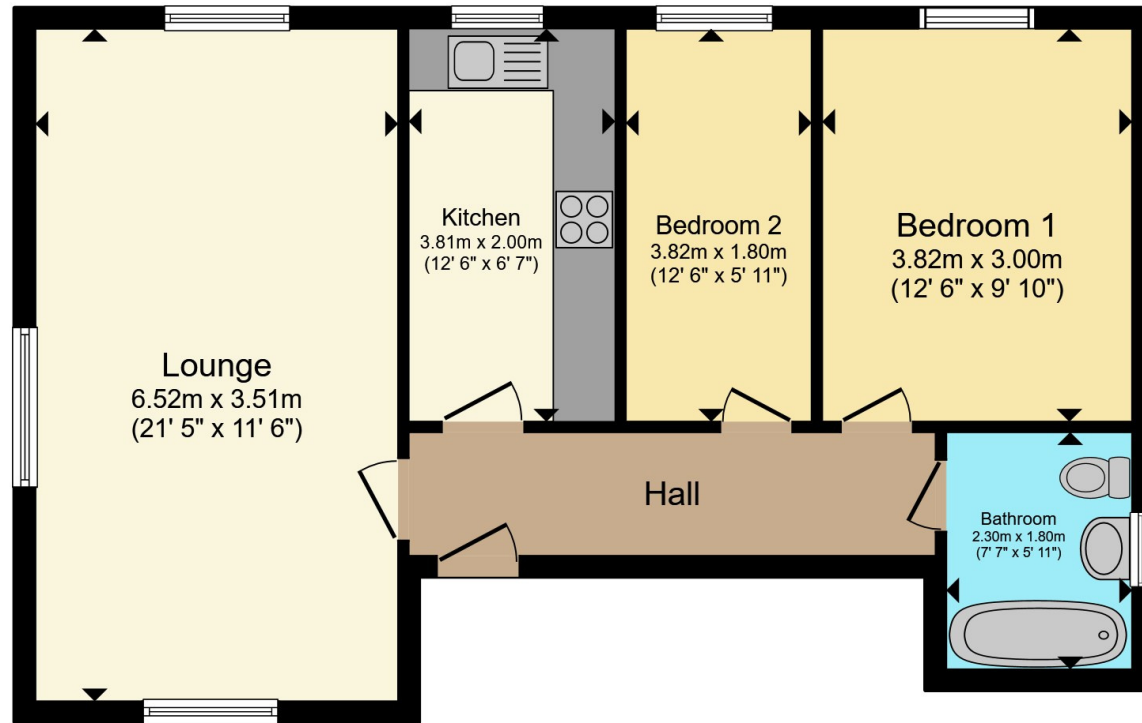 Kitchen
3.81m x 2.00m
(12' 6" x 6' 7")
Bedroom 2
3.82m x 1.80m
(12' 6" x 5' 11")
Bedroom 1
3.82m x 3.00m
(12' 6" x 9' 10")
Lounge
6.52m x 3.51m
(21' 5" x 11' 6")
Hall
Bathroom
2.30m x 1.80m
(7' 7" x 5' 11")